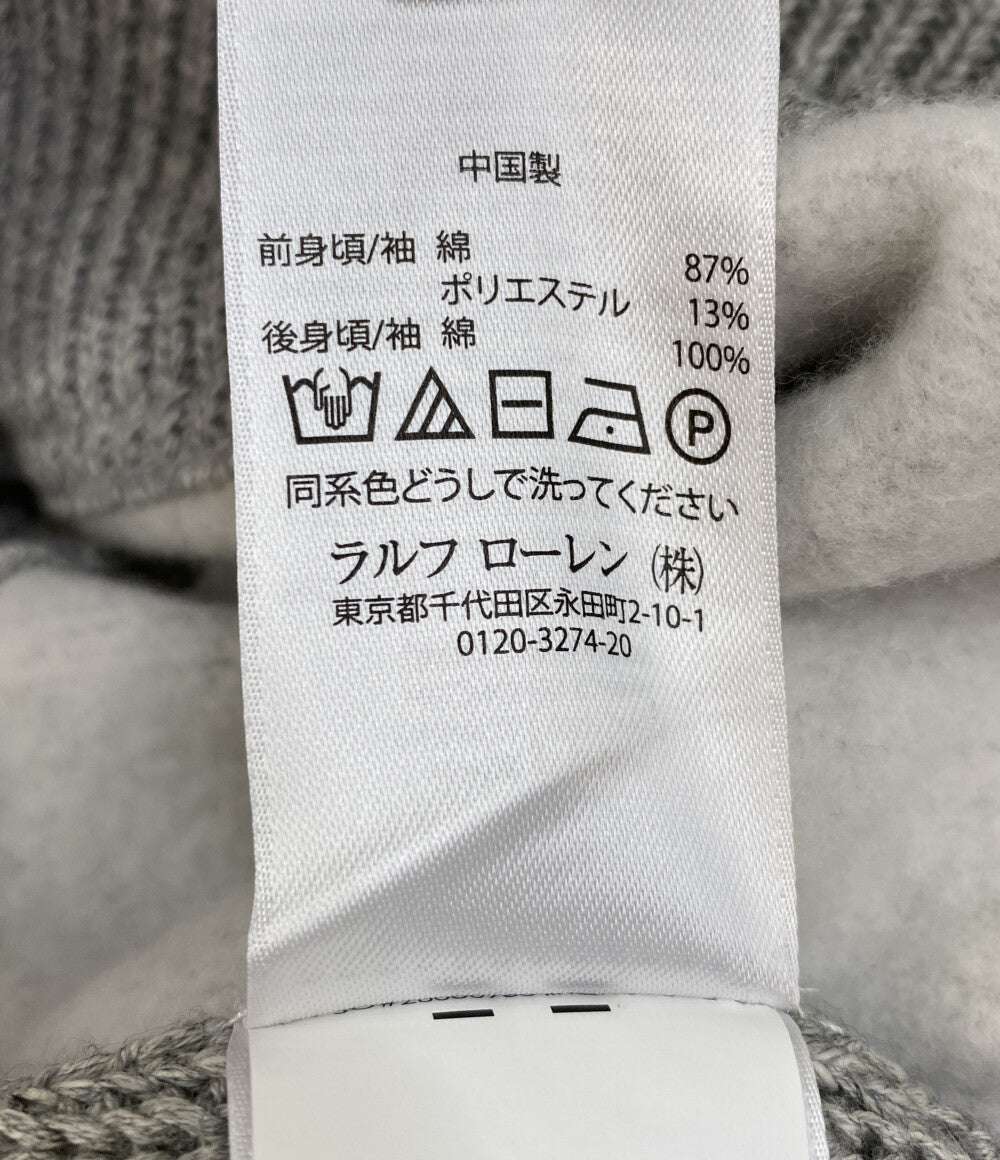 中国製
前身頃/袖 綿 87%
ポリエステル 13%
後身頃/袖 綿 100%
P
同系色どうしで洗ってください
ラルフ ローレン (株)
東京都千代田区永田町2-10-1
0120-3274-20